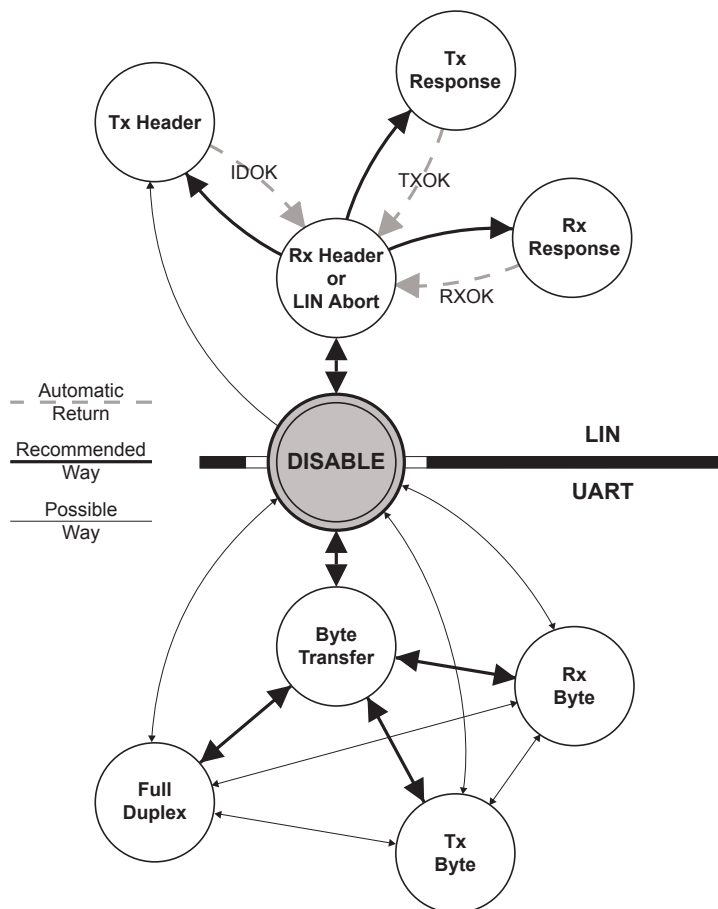 Tx
Response
Tx Header
IDOK
TXOK
Rx
Response
Rx Header
or
LIN Abort
RXOK
Automatic
Return
Recommended
Way
Possible
Way
DISABLE
LIN
UART
Byte
Transfer
Rx
Byte
Full
Duplex
Tx
Byte